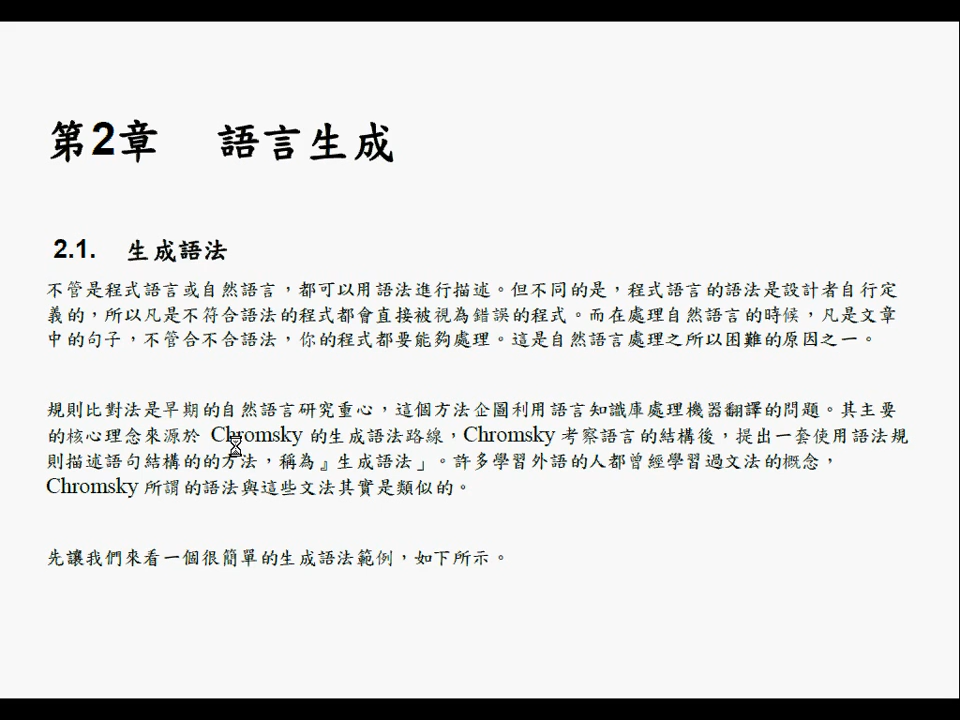 第2章 語言生成
2.1. 生成語法
不管是程式語言或自然語言，都可以用語法進行描述。但不同的是，程式語言的語法是設計者自行定
義的，所以凡是不符合語法的程式都會直接被視為錯誤的程式。而在處理自然語言的時候，凡是文章
中的句子，不管合不合語法，你的程式都要能夠處理。這是自然語言處理之所以困難的原因之一。
規則比對法是早期的自然語言研究重心，這個方法企圖利用語言知識庫處理機器翻譯的問題。其主要
的核心理念來源於 Chromsky 的生成語法路線，Chromsky 考察語言的結構後，提出一套使用語法規
則描述語句結構的的方法，稱為『生成語法」。許多學習外語的人都曾經學習過文法的概念，
Chromsky 所謂的語法與這些文法其實是類似的。
先讓我們來看一個很簡單的生成語法範例，如下所示。